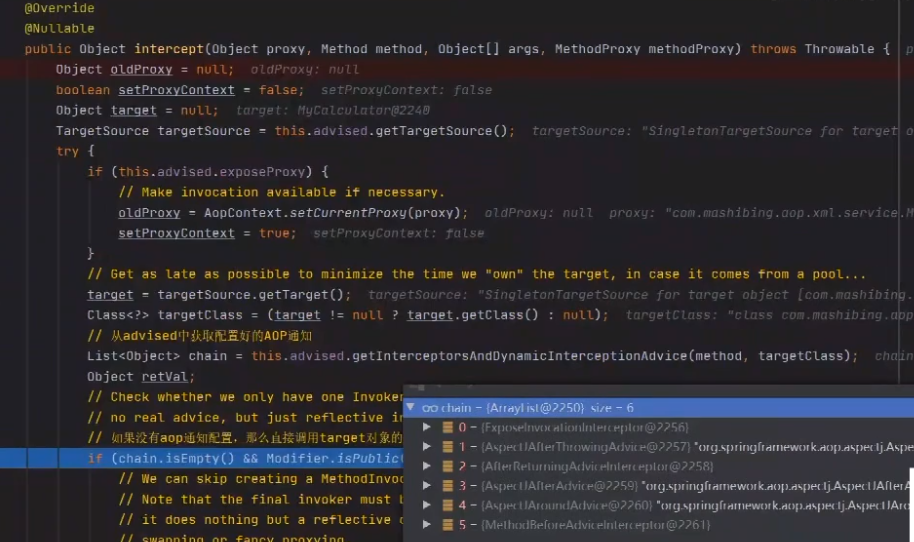 @Override
@Nullable
public Object intercept(Object proxy, Method method, Object[] args, MethodProxy methodProxy) throws Throwable {
Object oldProxy = null; oldProxy: null
boolean setProxyContext = false; setProxyContext: false
Object target = null; target: MyCalculator@2240
TargetSource targetSource = this.advised.getTargetSource(); targetSource: "SingletonTargetSource for target o
try {
if (this.advised.exposeProxy) {
// Make invocation available if necessary.
oldProxy = AopContext.setCurrentProxy(proxy); oldProxy: null proxy: "com.mashibing.aop.xml.service.M
setProxyContext = true; setProxyContext: false
}
// Get as late as possible to minimize the time we "own" the target, in case it comes from a pool...
target = targetSource.getTarget(); targetSource: "SingletonTargetSource for target object [com.mashibing.
Class<?> targetClass = (target != null ? target.getClass() : null); targetClass: "class com.mashibing.aop
// 从advised中获取配置好的AOP通知
List<Object> chain = this.advised.getInterceptorsAndDynamicInterceptionAdvice(method, targetClass); chain
Object retVal;
// Check whether we only have one Invoker
// no real advice, but just reflective in
// 如果没有aop通知配置，那么直接调用target对象的
if (chain.isEmpty() && Modifier.isPublic(
// We can skip creating a MethodInvoc
// Note that the final invoker must b
// it does nothing but a reflective o
// swapping or fancy proxying
chain = {ArrayList@2250} size = 6
0 = {ExposeInvocationInterceptor@2256}
1 = {AspectJAfterThrowingAdvice@2257} "org.springframework.aop.aspectj.Aspe
2 = {AfterReturningAdviceInterceptor@2258}
3 = {AspectJAfterAdvice@2259} "org.springframework.aop.aspectj.AspectJAfterA
4 = {AspectJAroundAdvice@2260} "org.springframework.aop.aspectj.AspectJAro
5 = {MethodBeforeAdviceInterceptor@2261}